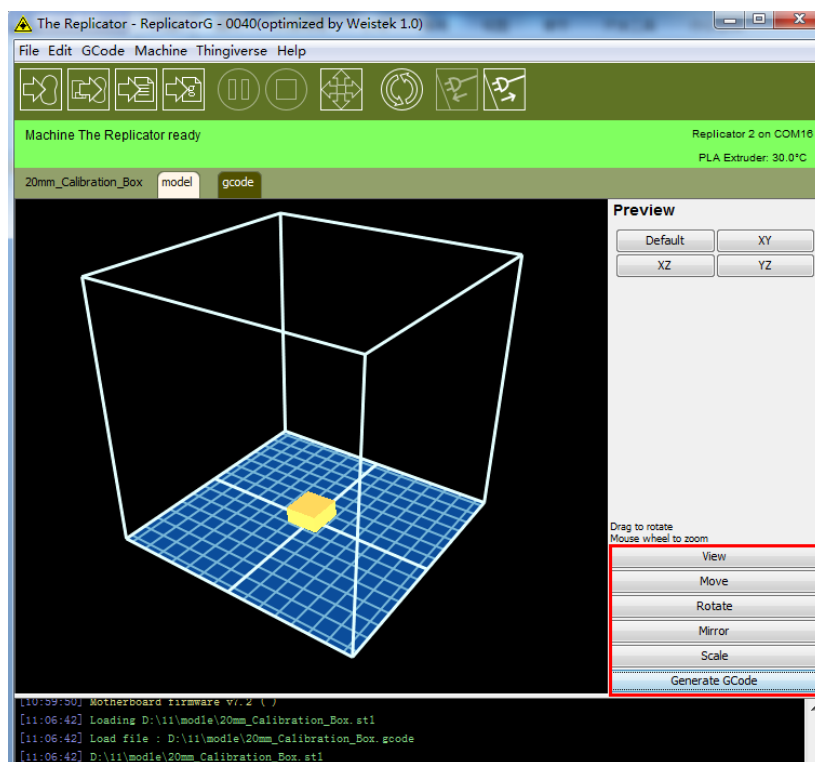 The Replicator - ReplicatorG - 0040(optimized by Weistek 1.0)
File Edit GCode Machine Thingiverse Help
Machine The Replicator ready
Replicator 2 on COM16
PLA Extruder: 30.0°C
20mm_Calibration_Box model gcode
Preview
Default XY
XZ YZ
Drag to rotate
Mouse wheel to zoom
View
Move
Rotate
Mirror
Scale
Generate GCode
[10:59:50] Motherboard firmware v7.2 ( )
[11:06:42] Loading D:\11\modle\20mm_Calibration_Box.stl
[11:06:42] Load file : D:\11\modle\20mm_Calibration_Box.gcode
[11:06:42] D:\11\modle\20mm_Calibration_Box.stl